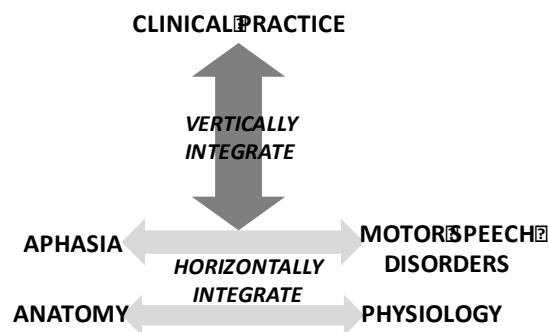 CLINICAL PRACTICE
VERTICALLY
INTEGRATE
APHASIA
MOTOR SPEECH
DISORDERS
HORIZONTALLY
INTEGRATE
ANATOMY
PHYSIOLOGY